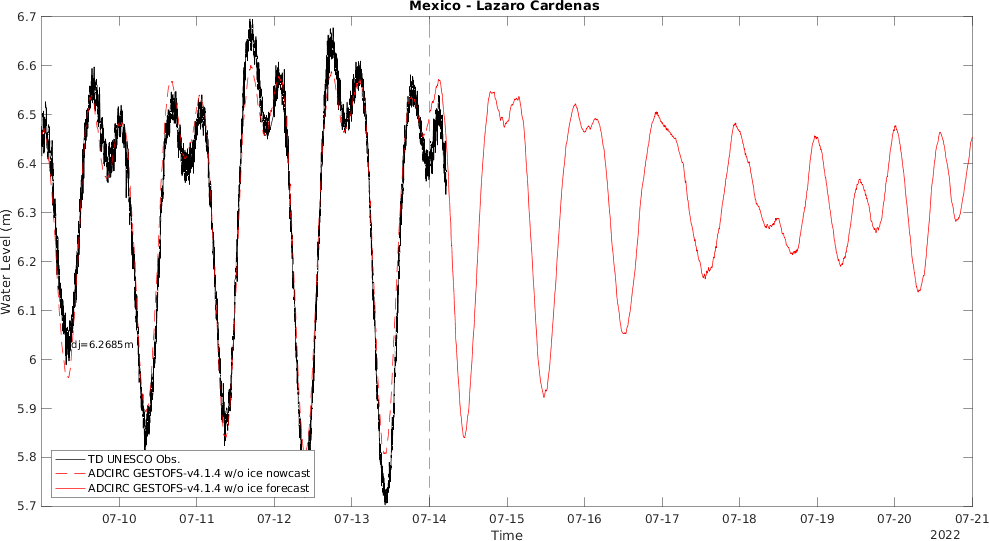 Mexico - Lazaro Cardenas
6.7
6.6
6.5
6.4
6.3
6.2
6.1
6
5.9
5.8
5.7
Water Level (m)
dj=6.2685m
TD UNESCO Obs.
ADCIRC GESTOFS-v4.1.4 w/o ice nowcast
ADCIRC GESTOFS-v4.1.4 w/o ice forecast
07-10 07-11 07-12 07-13 07-14 07-15 07-16 07-17 07-18 07-19 07-20 07-21
Time
2022